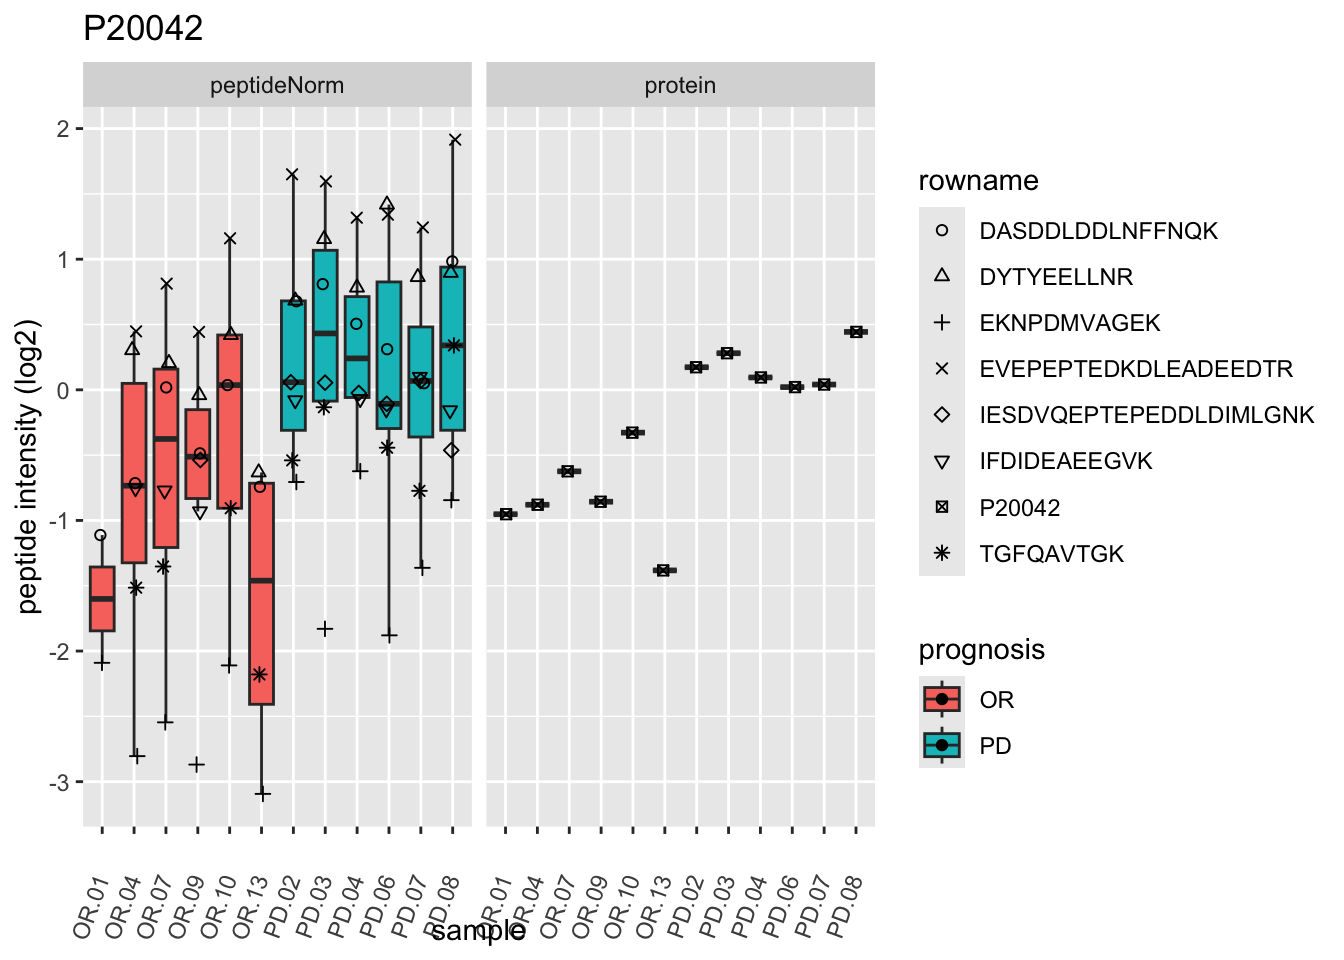 P20042
peptideNorm
protein
peptide intensity (log2)
2
1
0
-1
-2
-3
OR.01
OR.04
OR.07
OR.09
OR.10
OR.13
PD.02
PD.03
PD.04
PD.06
PD.07
PD.08
OR.01
OR.04
OR.07
OR.09
OR.10
OR.13
PD.02
PD.03
PD.04
PD.06
PD.07
PD.08
sample
rowname
DASDDLDDLNFFNQK
DYTYEELLNR
EKNPDMVAGEK
EVEPEPTEDKDLEADEEDTR
IESDVQEPTEPEDDLDIMLGNK
IFDIDEAEEGVK
P20042
TGFQAVTGK
prognosis
OR
PD